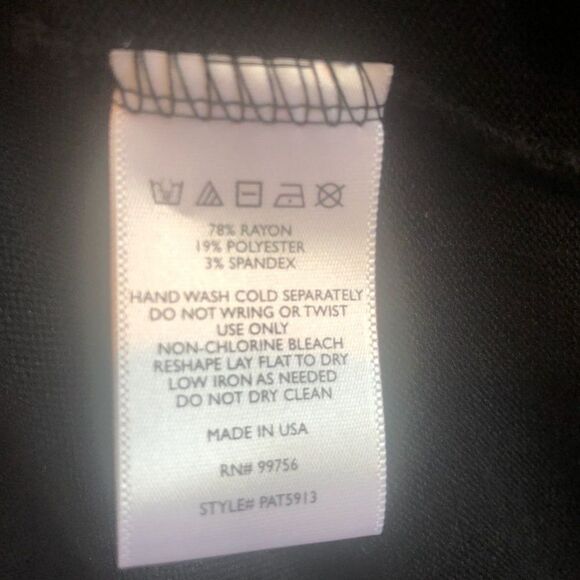 78% RAYON
19% POLYESTER
3% SPANDEX
HAND WASH COLD SEPARATELY
DO NOT WRING OR TWIST
USE ONLY
NON-CHLORINE BLEACH
RESHAPE LAY FLAT TO DRY
LOW IRON AS NEEDED
DO NOT DRY CLEAN
MADE IN USA
RN# 99756
STYLE# PAT5913